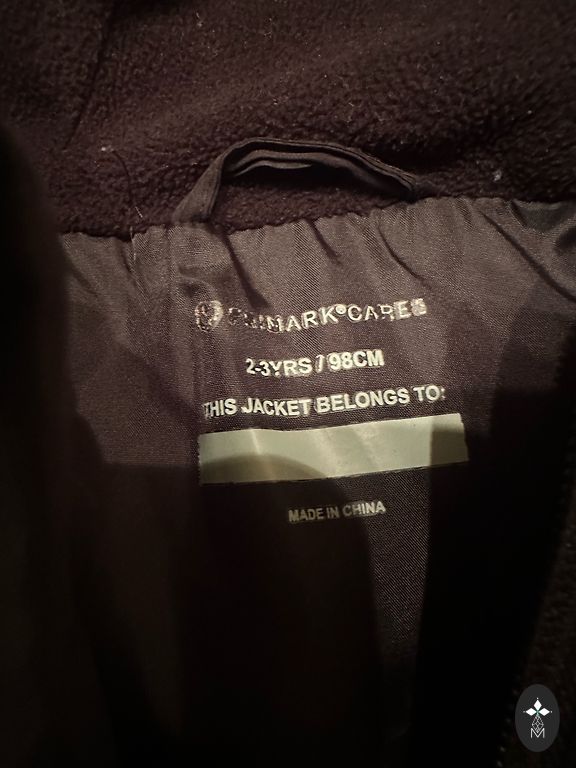 PRIMARK® CARES
2-3YRS / 98CM
THIS JACKET BELONGS TO:
MADE IN CHINA
M